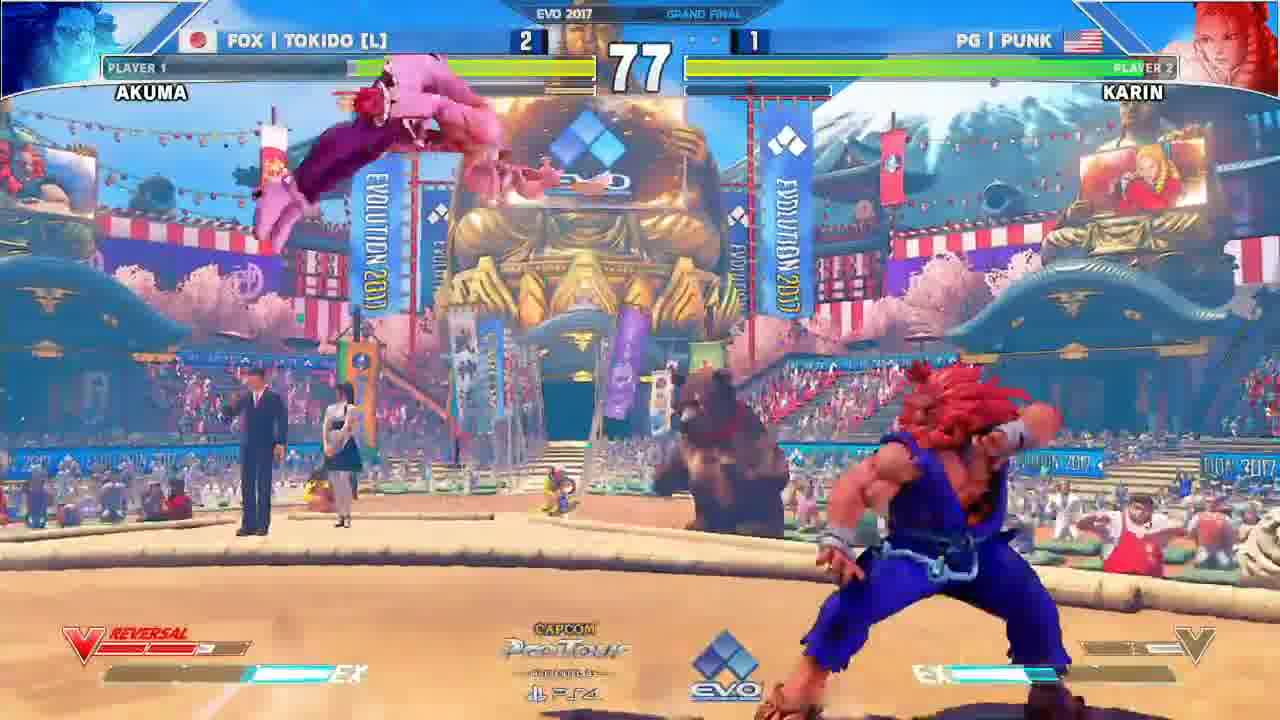 EVO 2017 GRAND FINAL
FOX | TOKIDO [L] 2 77 1 PG | PUNK
PLAYER 1 PLAYER 2
AKUMA KARIN
EVO
EVOLUTION 2017
EVOLUTION 2017
REVERSAL
EX EX
CAPCOM
Pro Tour
PS4
EVO